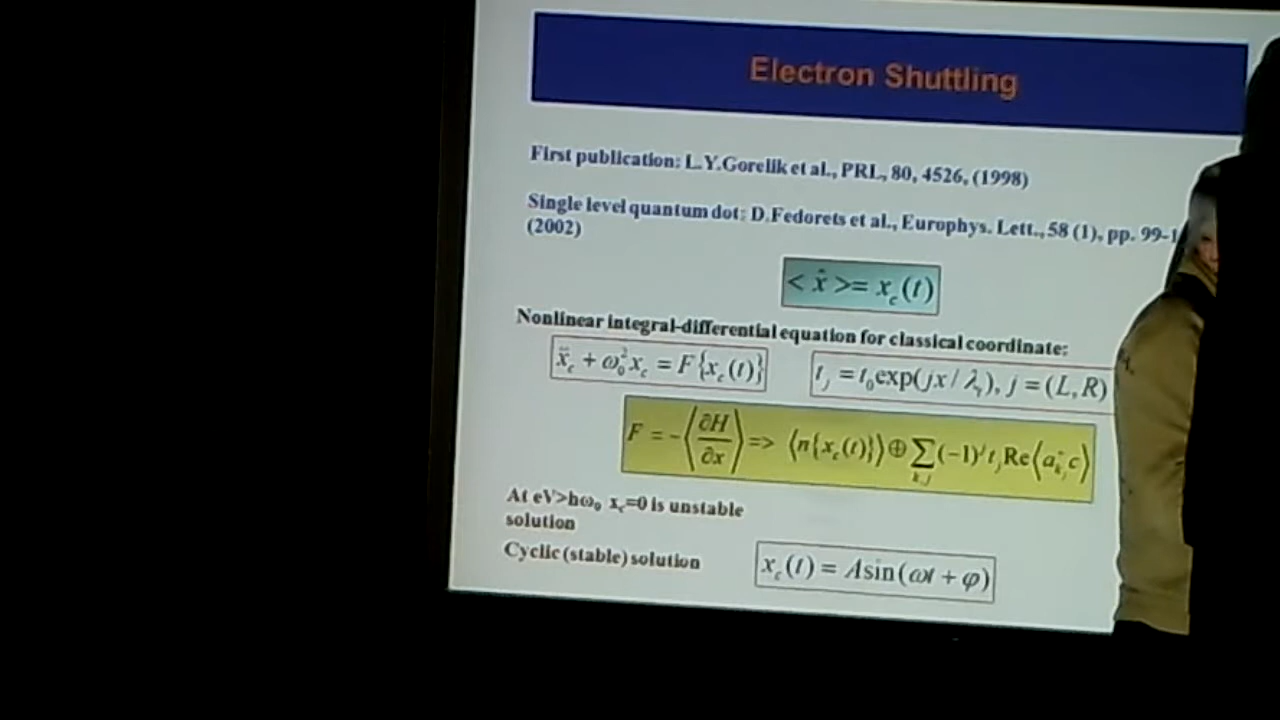 Electron Shuttling
First publication: L.Y.Gorelik et al., PRL, 80, 4526, (1998)
Single level quantum dot: D.Fedorets et al., Europhys. Lett., 58 (1), pp. 99-1
(2002)
< x̂ >= x_c(t)
Nonlinear integral-differential equation for classical coordinate:
ẍ_c + ω_0^2 x_c = F{x_c(t)}
t_j = t_0 exp(jx / λ), j = (L, R)
F = -⟨∂H/∂x⟩ => ⟨n{x_c(t)}⟩ ⊕ ∑_{k,j} (-1)^j t_j Re⟨a^+_{k,j} c⟩
At eV>hω_0 x_c=0 is unstable
solution
Cyclic (stable) solution
x_c(t) = A sin(ωt + φ)